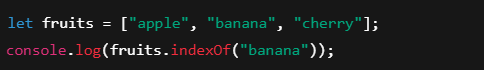 let fruits = ["apple", "banana", "cherry"];
console.log(fruits.indexOf("banana"));